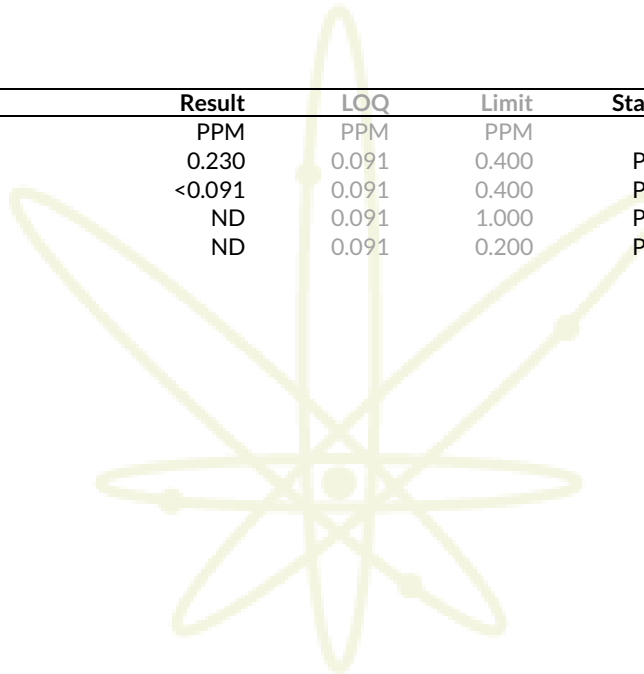 Result LOQ Limit Sta
PPM PPM PPM
0.230 0.091 0.400 P
<0.091 0.091 0.400 P
ND 0.091 1.000 P
ND 0.091 0.200 P